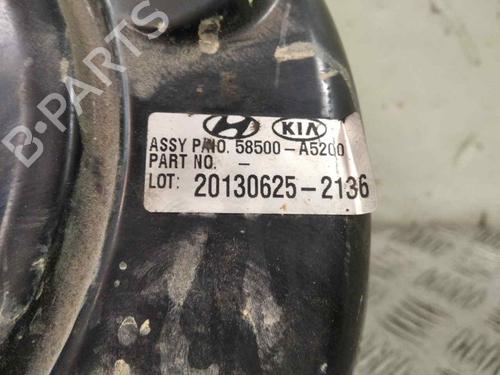 B-PARTS
KIA
ASSY P/NO. 58500-A5200
PART NO. -
LOT: 20130625-2136